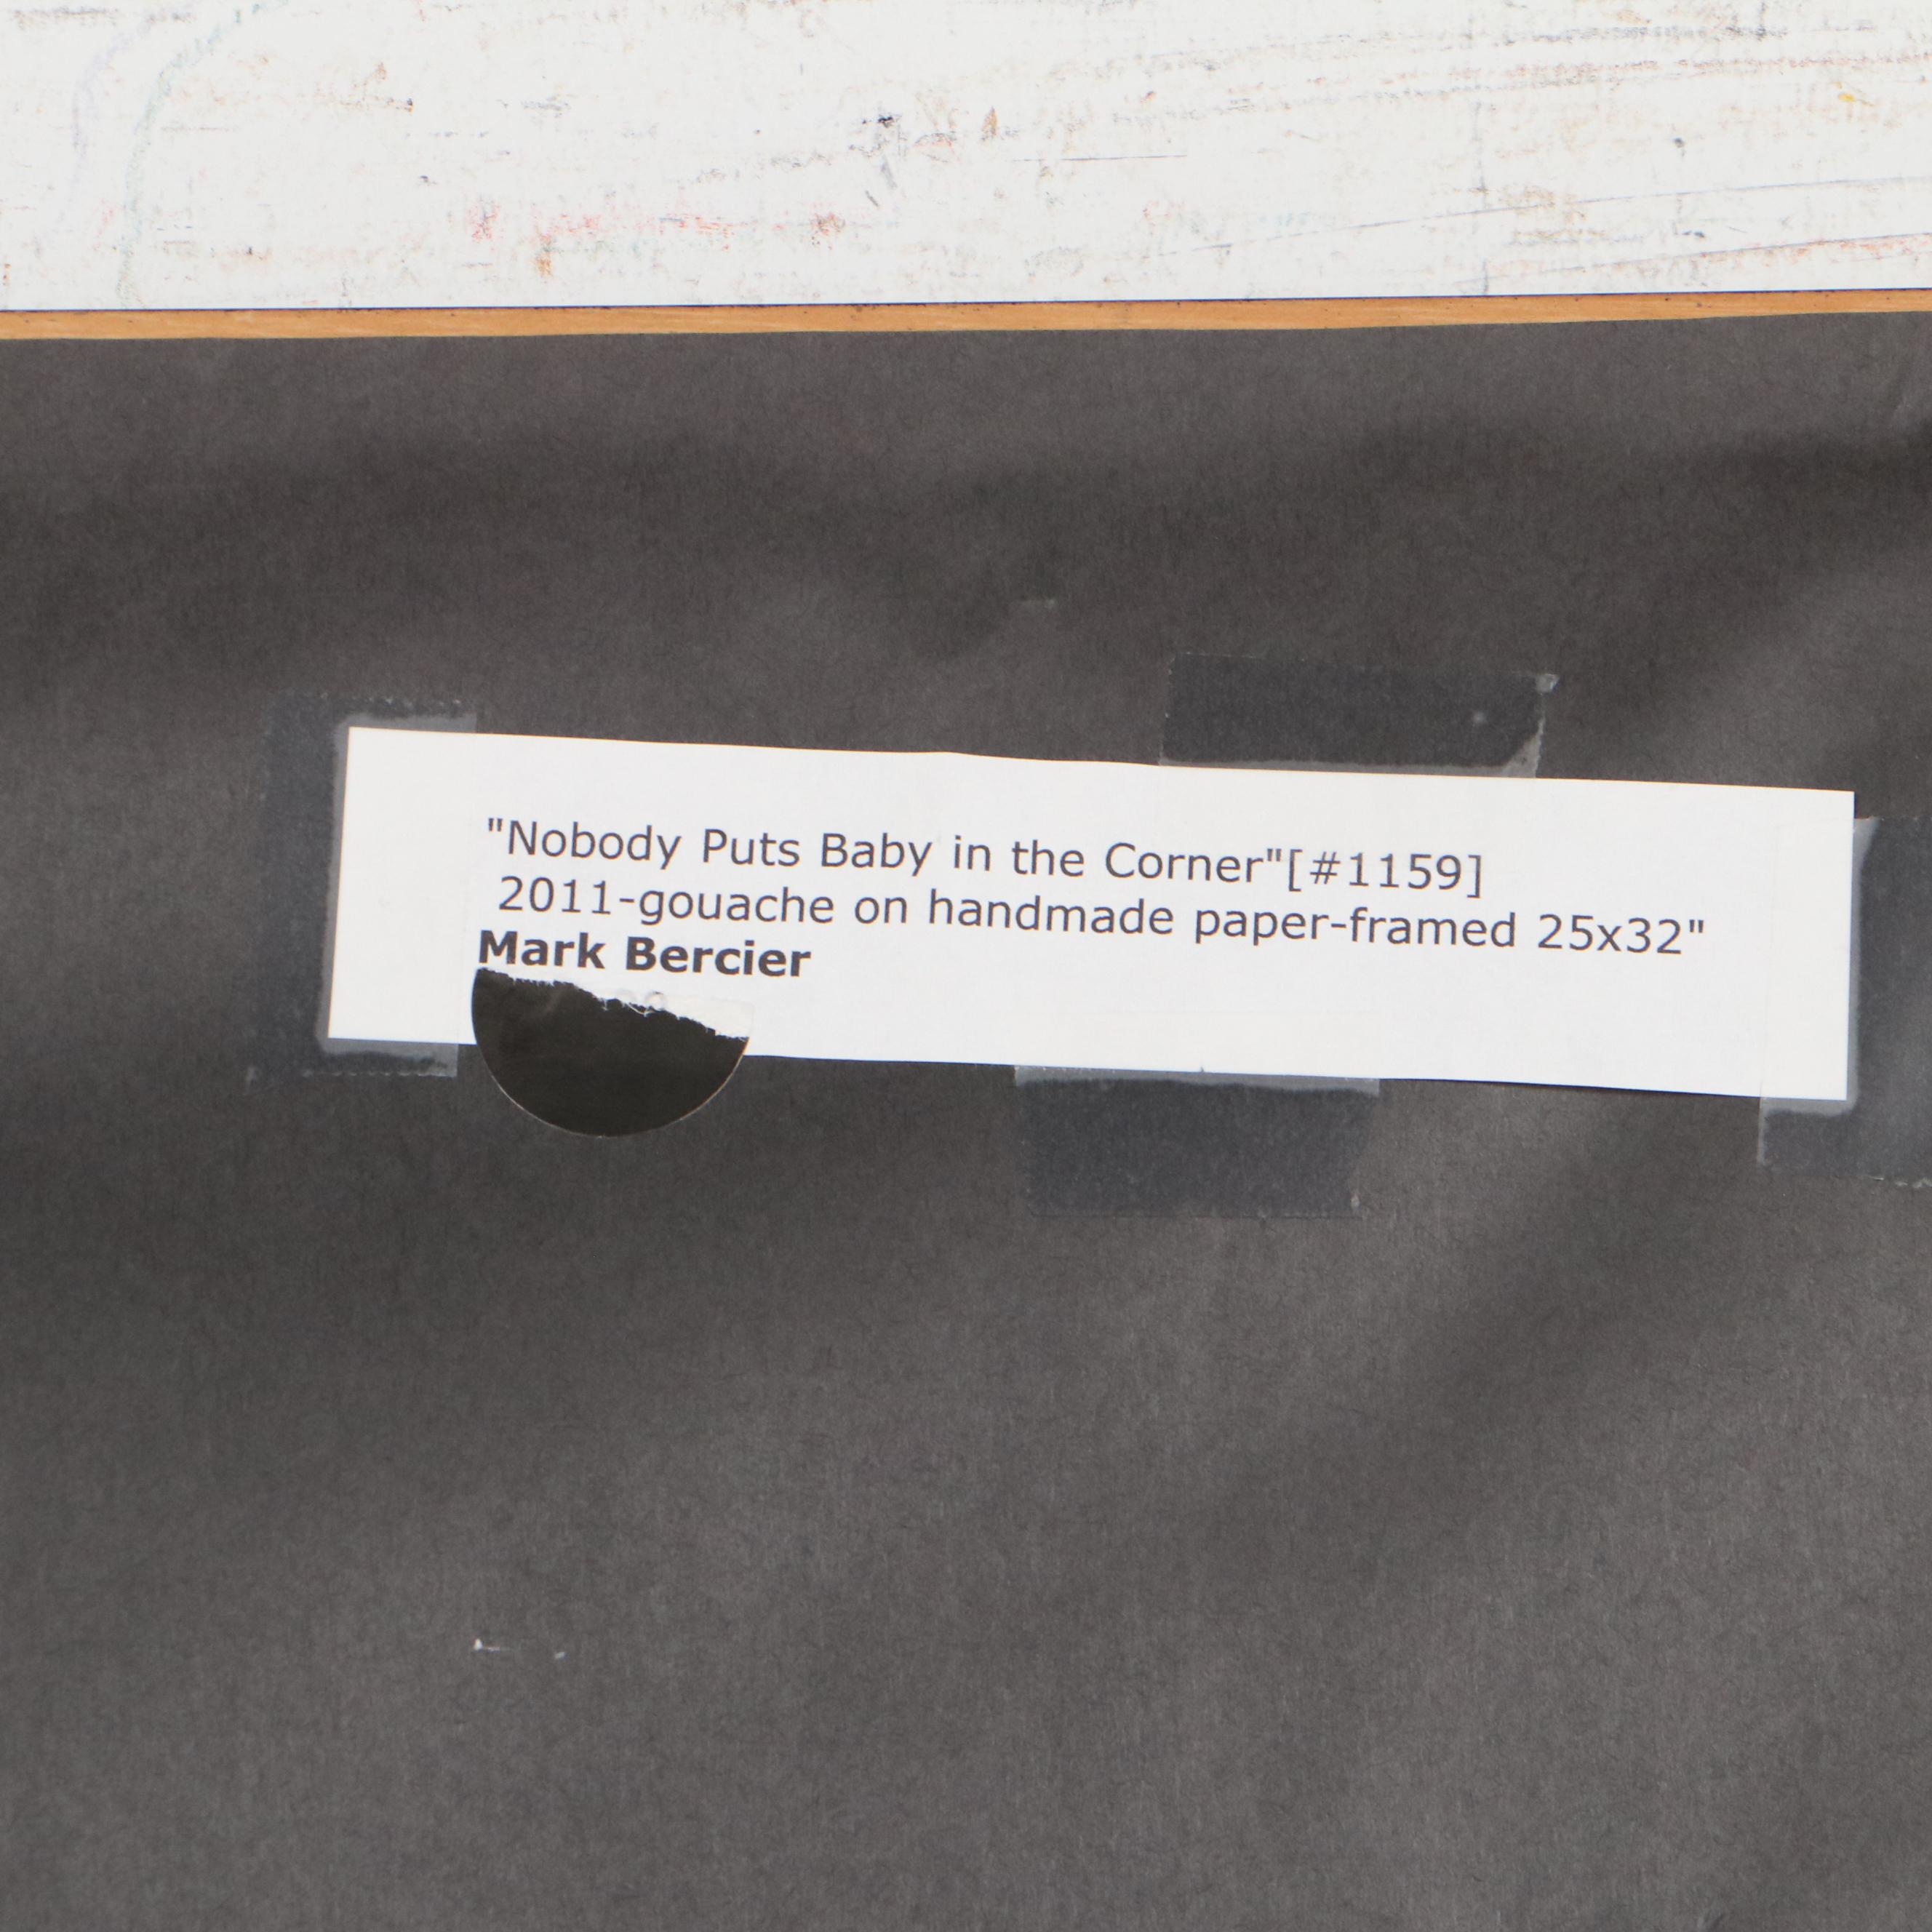 "Nobody Puts Baby in the Corner"[#1159]
2011-gouache on handmade paper-framed 25x32"
Mark Bercier